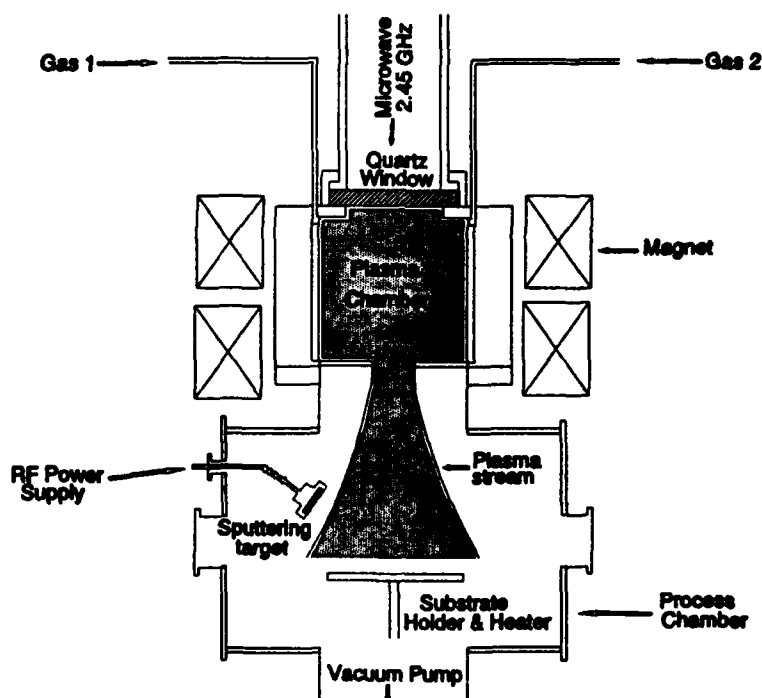 Gas 1
Microwave
2.45 GHz
Gas 2
Quartz
Window
Magnet
Plasma
Chamber
RF Power
Supply
Sputtering
target
Plasma
stream
Substrate
Holder & Heater
Process
Chamber
Vacuum Pump